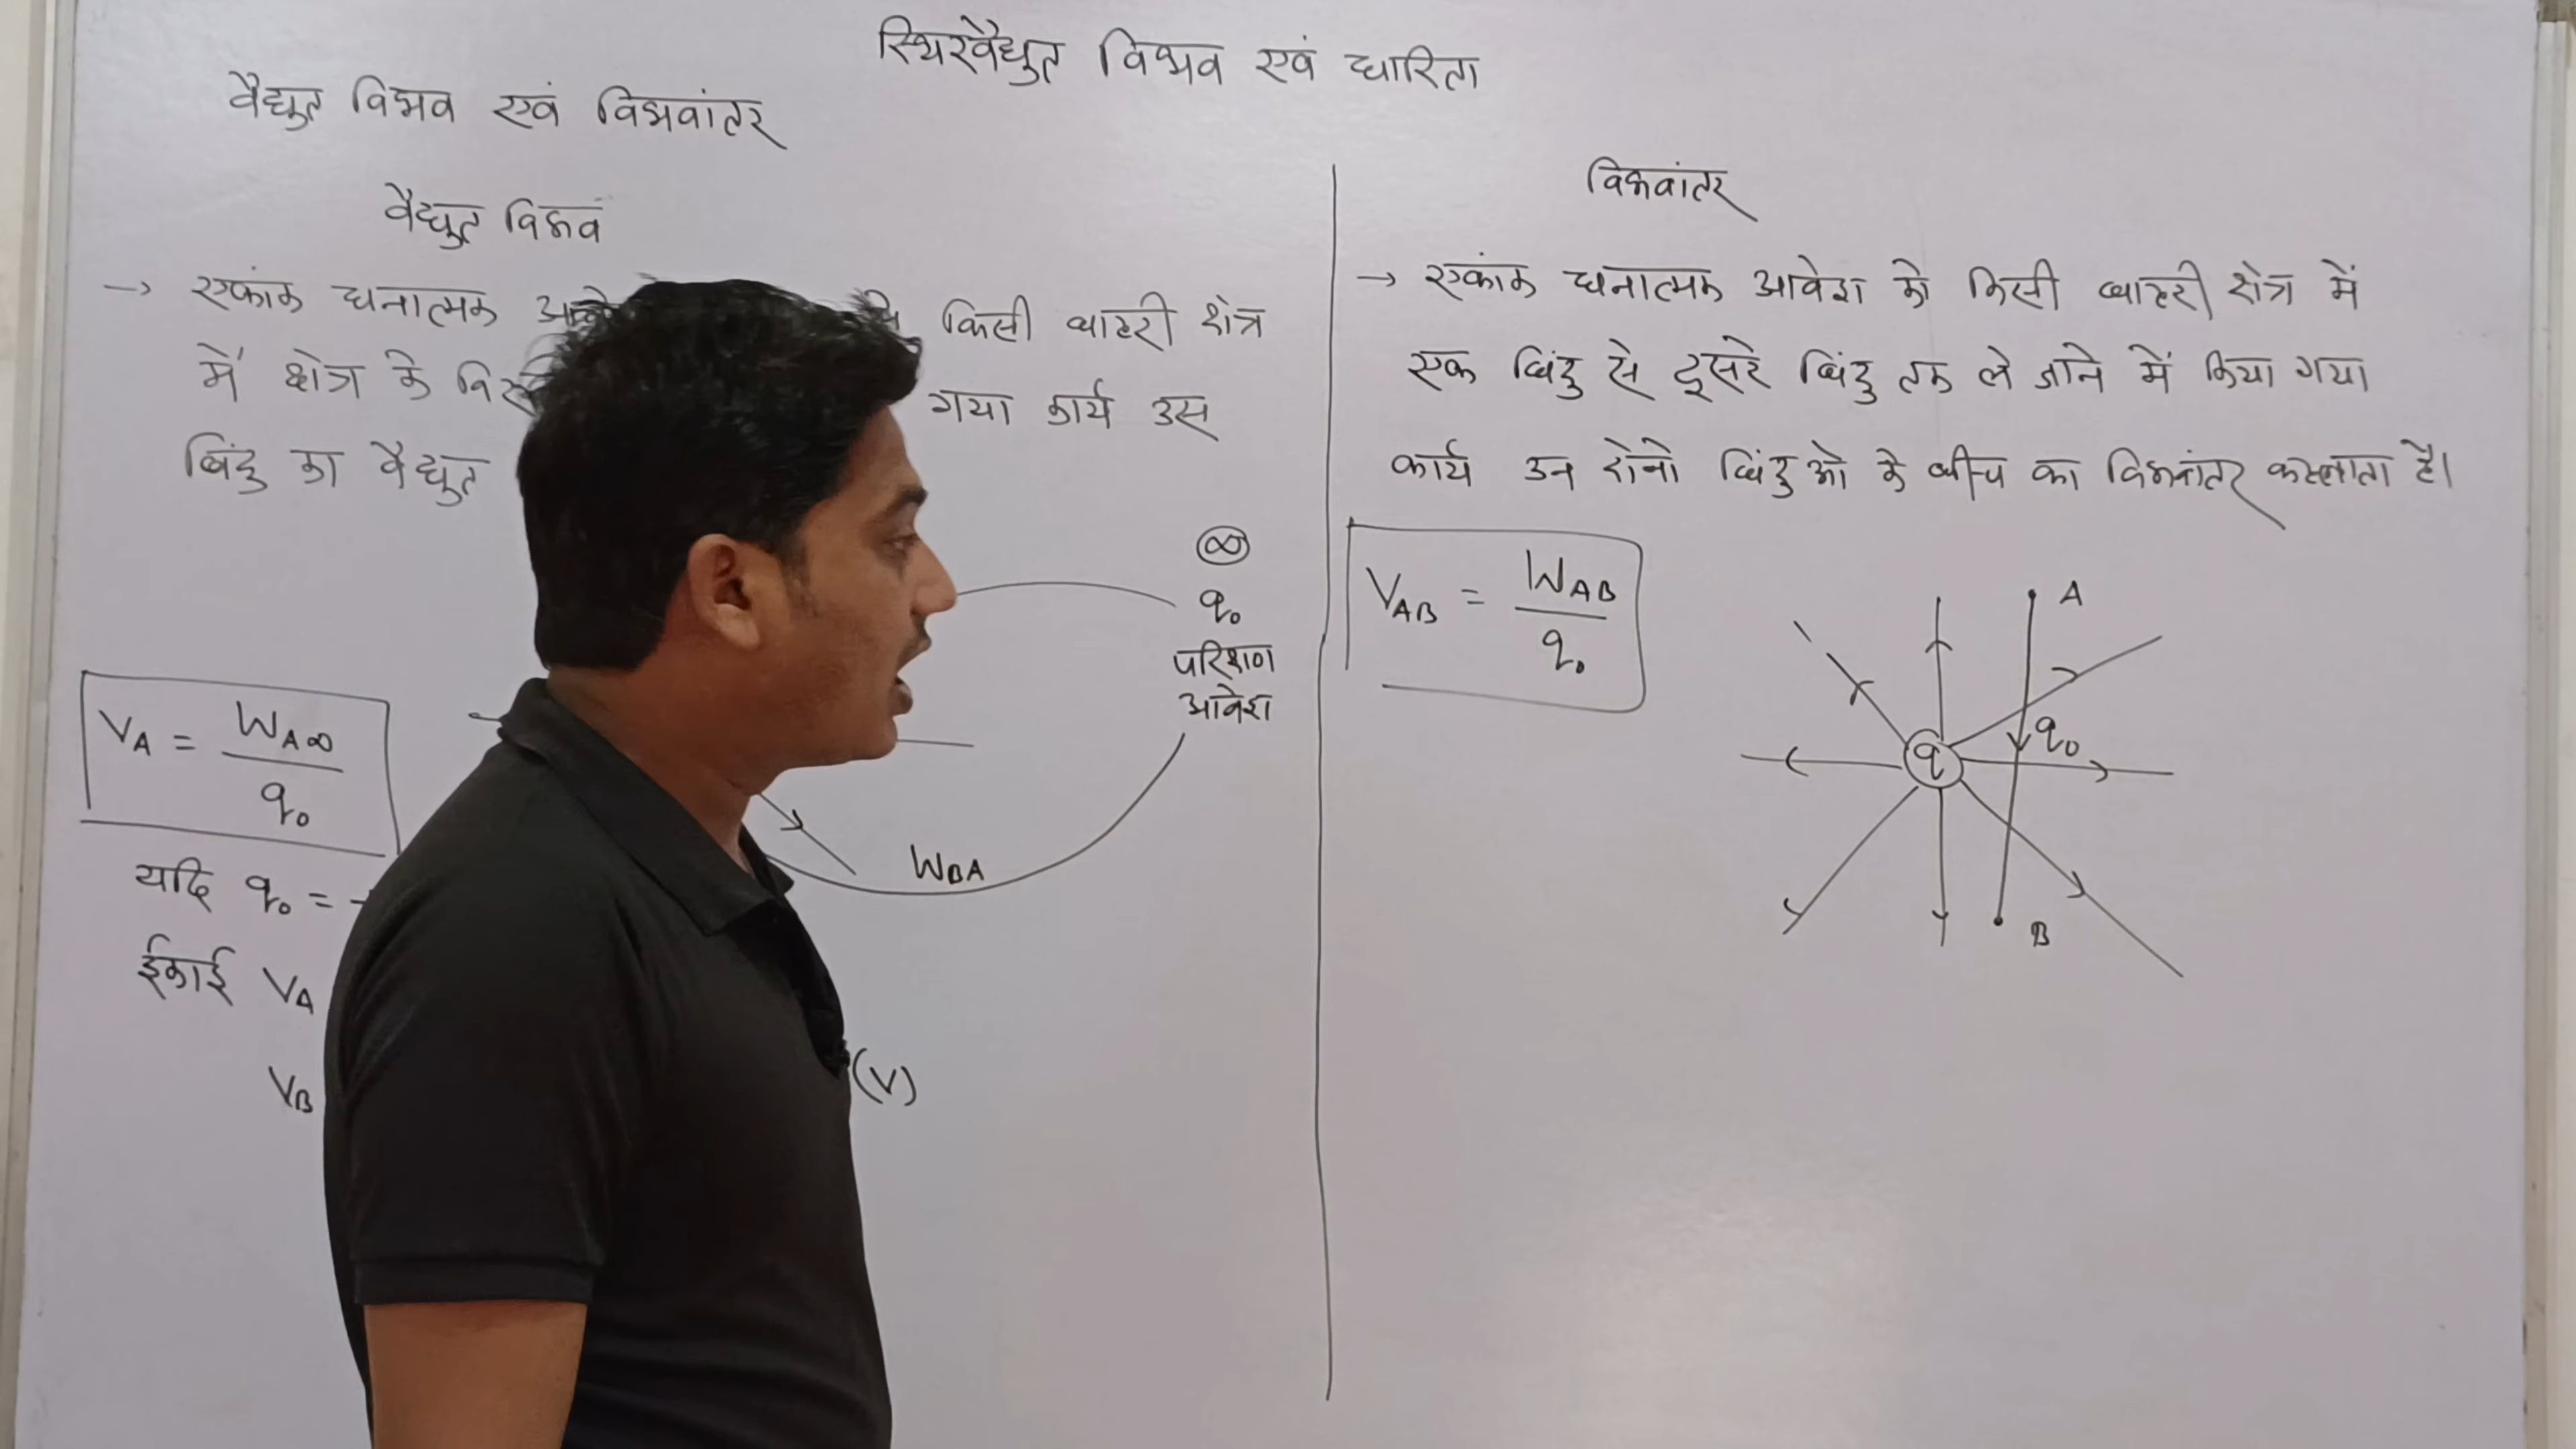 स्थिरवैद्युत विभव एवं धारिता
वैद्युत विभव एवं विभवांतर
वैद्युत विभव
→ एकांक धनात्मक किसी बाहरी क्षेत्र
में क्षेत्र के गया कार्य उस
बिंदु का वैद्युत
∞
q₀
परिक्षण
आवेश
V_A = W_A∞ / q₀
W_BA
यदि q₀ =
ईकाई V_A
V_B (V)
विभवांतर
→ एकांक धनात्मक आवेश को किसी बाहरी क्षेत्र में
एक बिंदु से दूसरे बिंदु तक ले जाने में किया गया
कार्य उन दोनो बिंदुओ के बीच का विभवांतर कहलाता है।
V_AB = W_AB / q₀
A
q₀
q
B